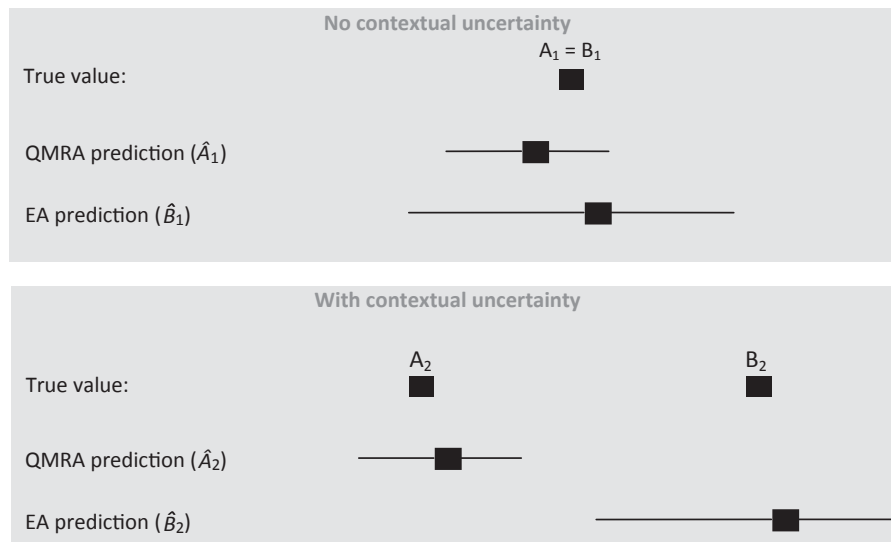 No contextual uncertainty
A₁ = B₁
True value:
QMRA prediction (Â₁)
EA prediction (B̂₁)
With contextual uncertainty
A₂ B₂
True value:
QMRA prediction (Â₂)
EA prediction (B̂₂)